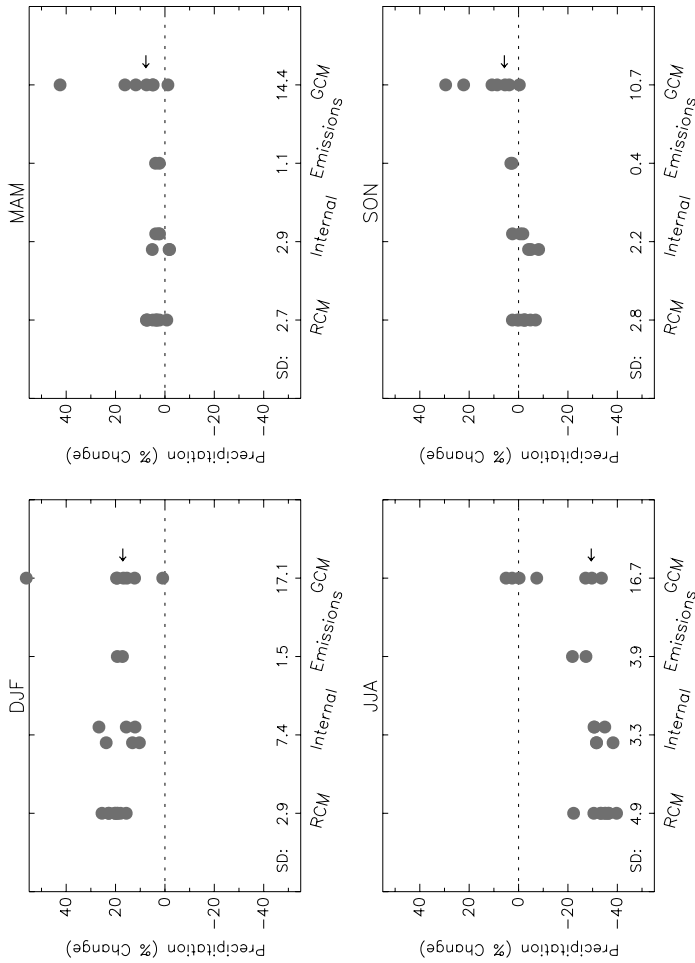 DJF
Precipitation (% Change)
40
20
0
−20
−40
SD: 2.9 7.4 1.5 17.1
RCM Internal Emissions GCM
MAM
Precipitation (% Change)
40
20
0
−20
−40
SD: 2.7 2.9 1.1 14.4
RCM Internal Emissions GCM
JJA
Precipitation (% Change)
40
20
0
−20
−40
SD: 4.9 3.3 3.9 16.7
RCM Internal Emissions GCM
SON
Precipitation (% Change)
40
20
0
−20
−40
SD: 2.8 2.2 0.4 10.7
RCM Internal Emissions GCM